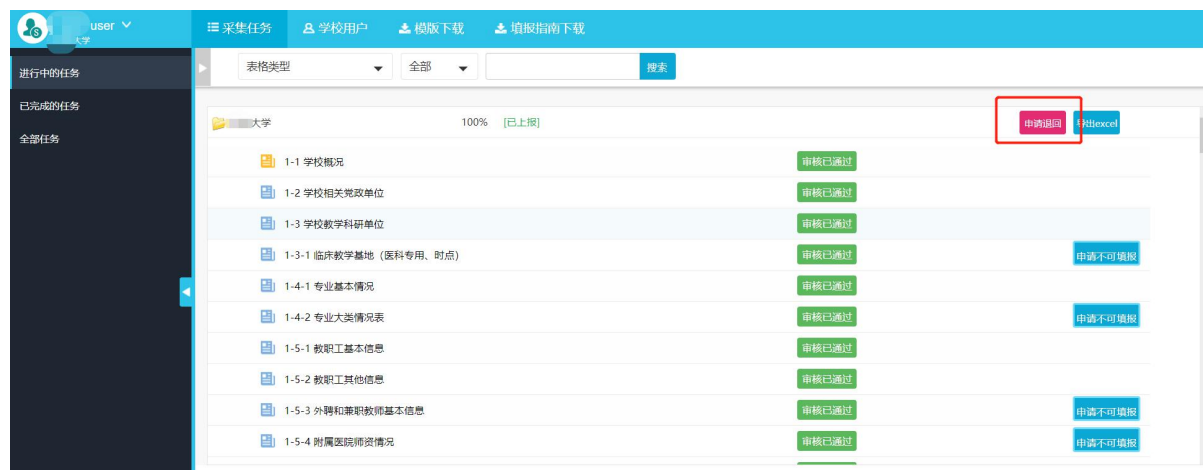 user
大学
采集任务 学校用户 模版下载 填报指南下载
进行中的任务
已完成的任务
全部任务
表格类型 全部 搜索
大学 100% [已上报] 申请退回 导出excel
1-1 学校概况 审核已通过
1-2 学校相关党政单位 审核已通过
1-3 学校教学科研单位 审核已通过
1-3-1 临床教学基地（医科专用、时点） 审核已通过 申请不可填报
1-4-1 专业基本情况 审核已通过
1-4-2 专业大类情况表 审核已通过 申请不可填报
1-5-1 教职工基本信息 审核已通过
1-5-2 教职工其他信息 审核已通过
1-5-3 外聘和兼职教师基本信息 审核已通过 申请不可填报
1-5-4 附属医院师资情况 审核已通过 申请不可填报